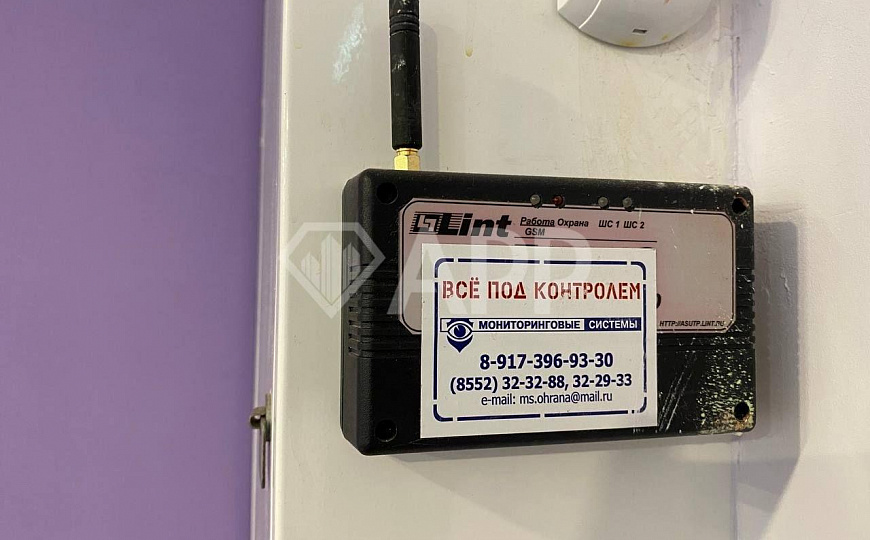 Lint Работа Охрана ШС 1 ШС 2
GSM
ВСЁ ПОД КОНТРОЛЕМ
МОНИТОРИНГОВЫЕ СИСТЕМЫ
8-917-396-93-30
(8552) 32-32-88, 32-29-33
e-mail: ms.ohrana@mail.ru
HTTP://ASUTP.LINT.RU
APP